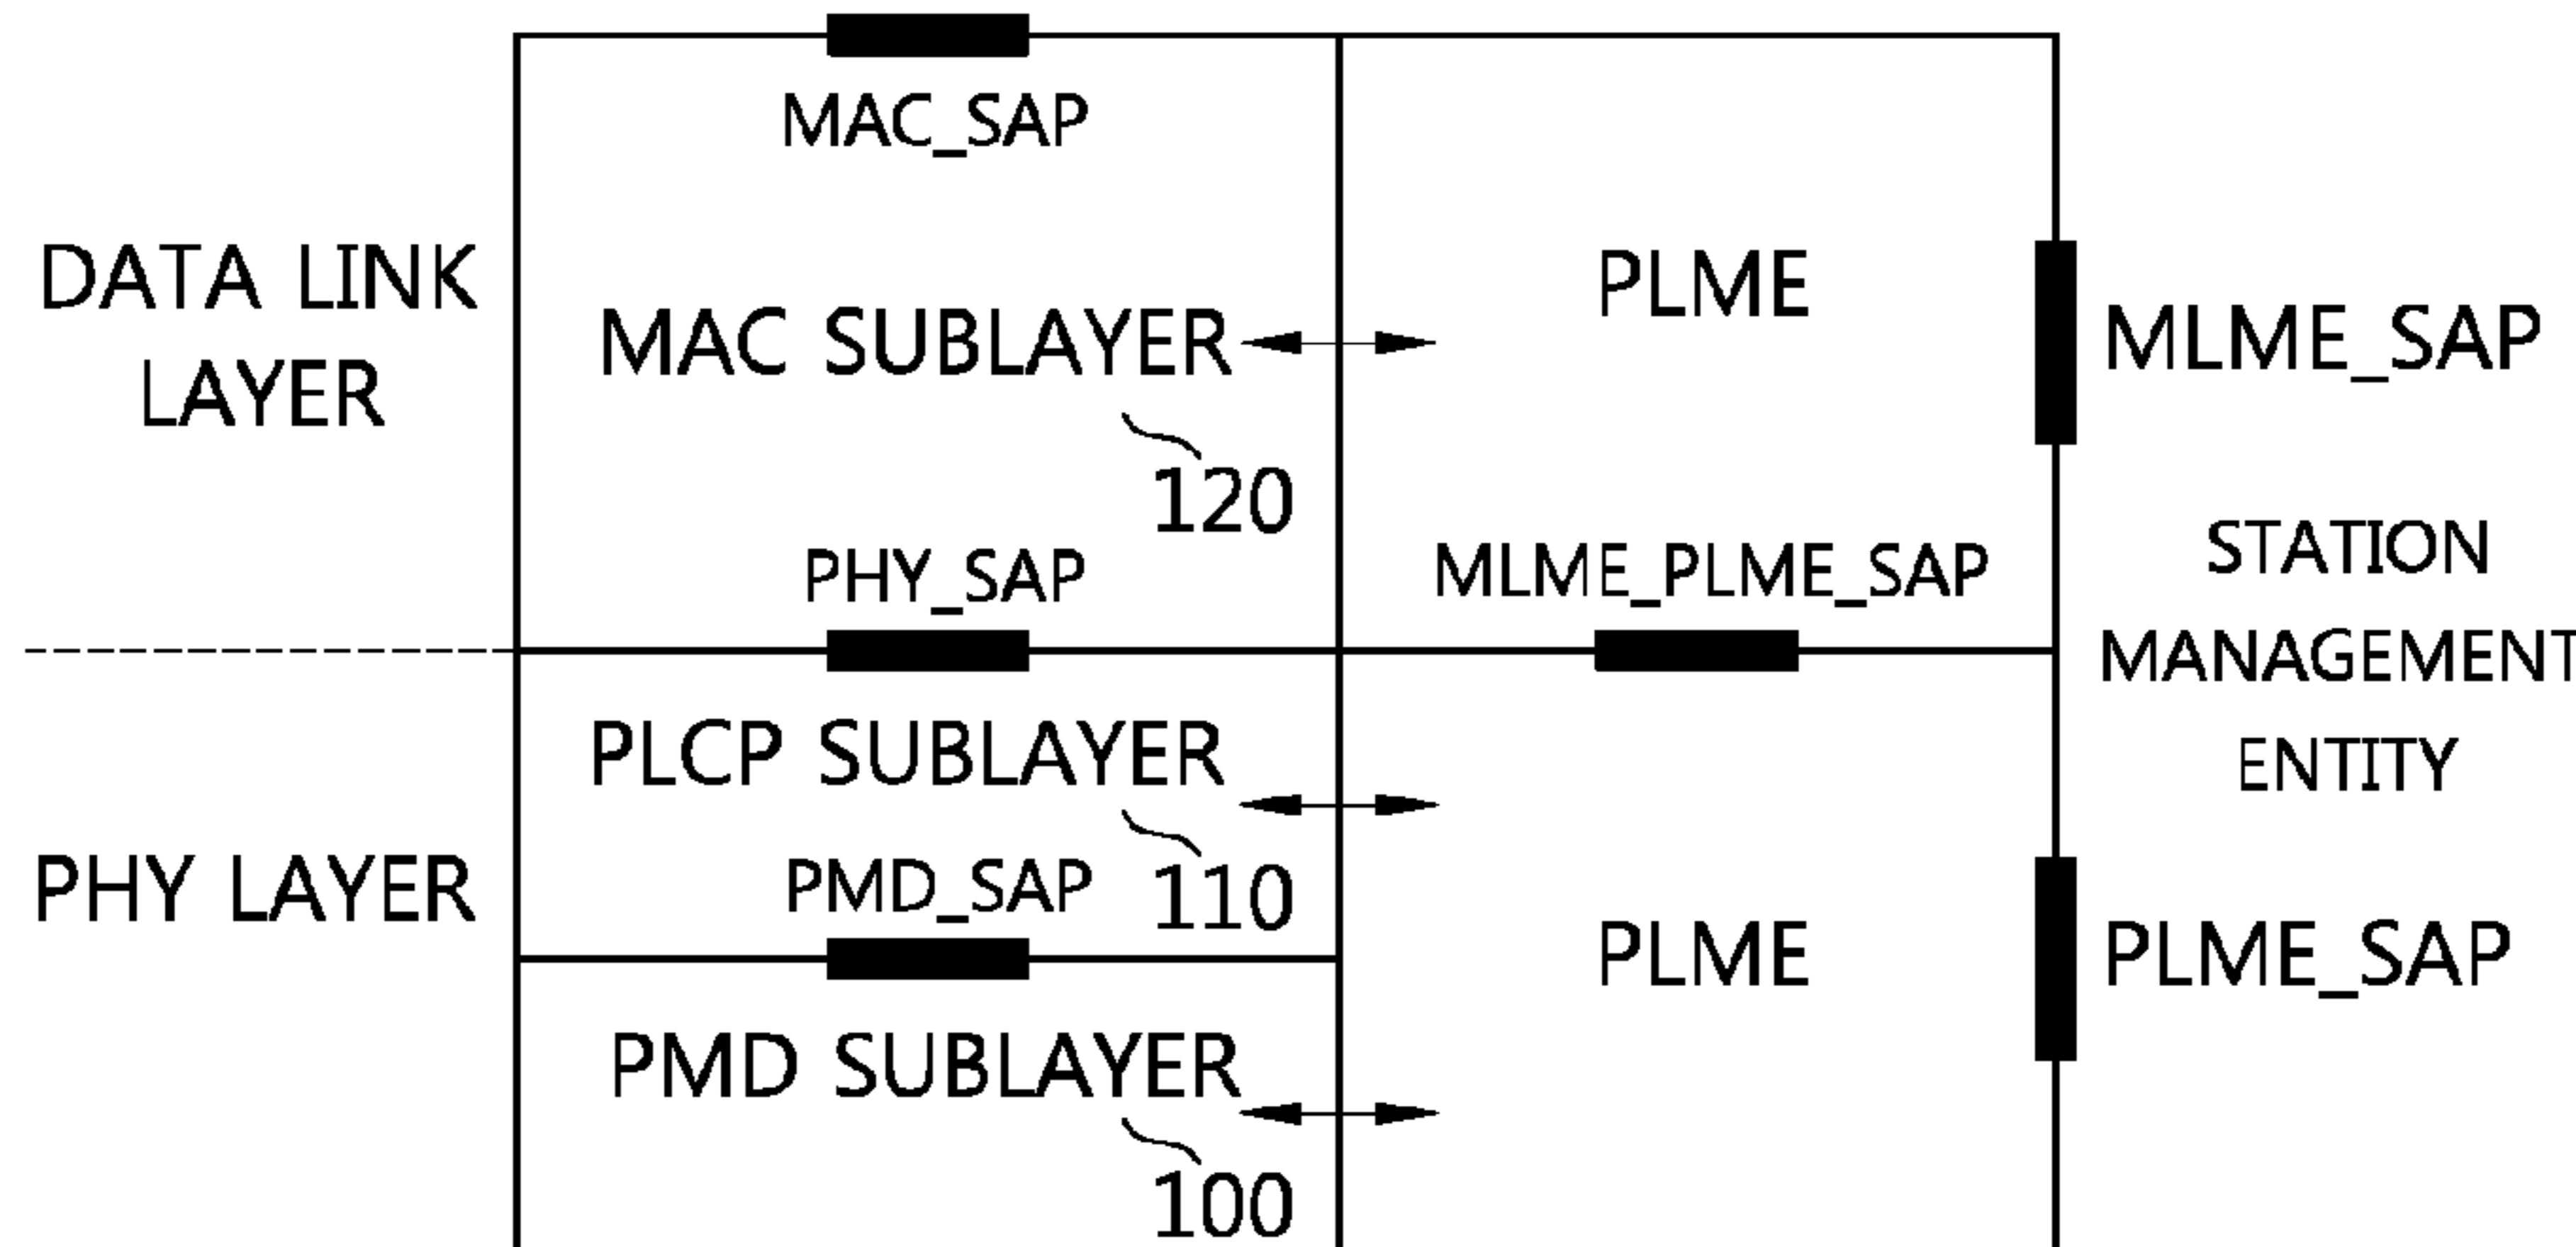 MAC_SAP
DATA LINK
LAYER
MAC SUBLAYER
120
PLME
MLME_SAP
PHY_SAP
MLME_PLME_SAP
STATION
MANAGEMENT
ENTITY
PLCP SUBLAYER
110
PHY LAYER
PMD_SAP
PLME
PLME_SAP
PMD SUBLAYER
100